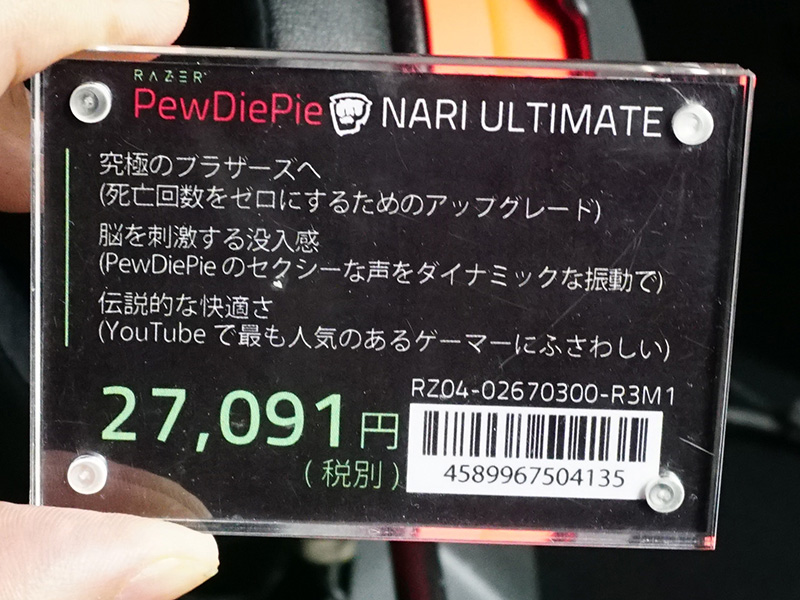 RAZER
PewDiePie NARI ULTIMATE
究極のブラザーズへ
(死亡回数をゼロにするためのアップグレード)
脳を刺激する没入感
(PewDiePie のセクシーな声をダイナミックな振動で)
伝説的な快適さ
(YouTube で最も人気のあるゲーマーにふさわしい)
27,091円
(税別)
RZ04-02670300-R3M1
4589967504135